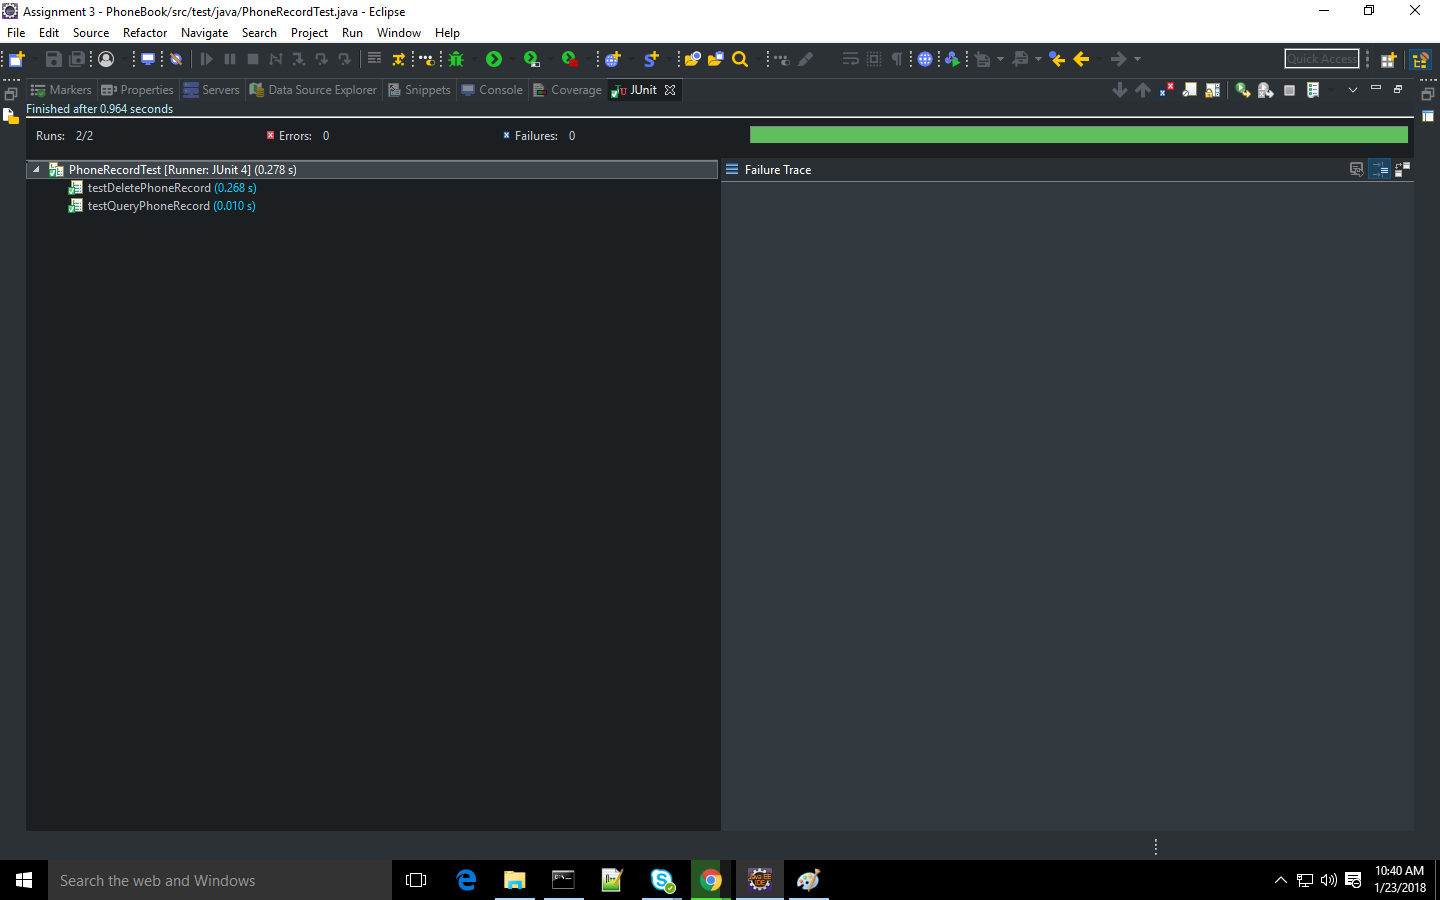 Assignment 3 - PhoneBook/src/test/java/PhoneRecordTest.java - Eclipse
File Edit Source Refactor Navigate Search Project Run Window Help
Quick Access
Markers Properties Servers Data Source Explorer Snippets Console Coverage JUnit
Finished after 0.964 seconds
Runs: 2/2 Errors: 0 Failures: 0
PhoneRecordTest [Runner: JUnit 4] (0.278 s) Failure Trace
testDeletePhoneRecord (0.268 s)
testQueryPhoneRecord (0.010 s)
Search the web and Windows
10:40 AM
1/23/2018